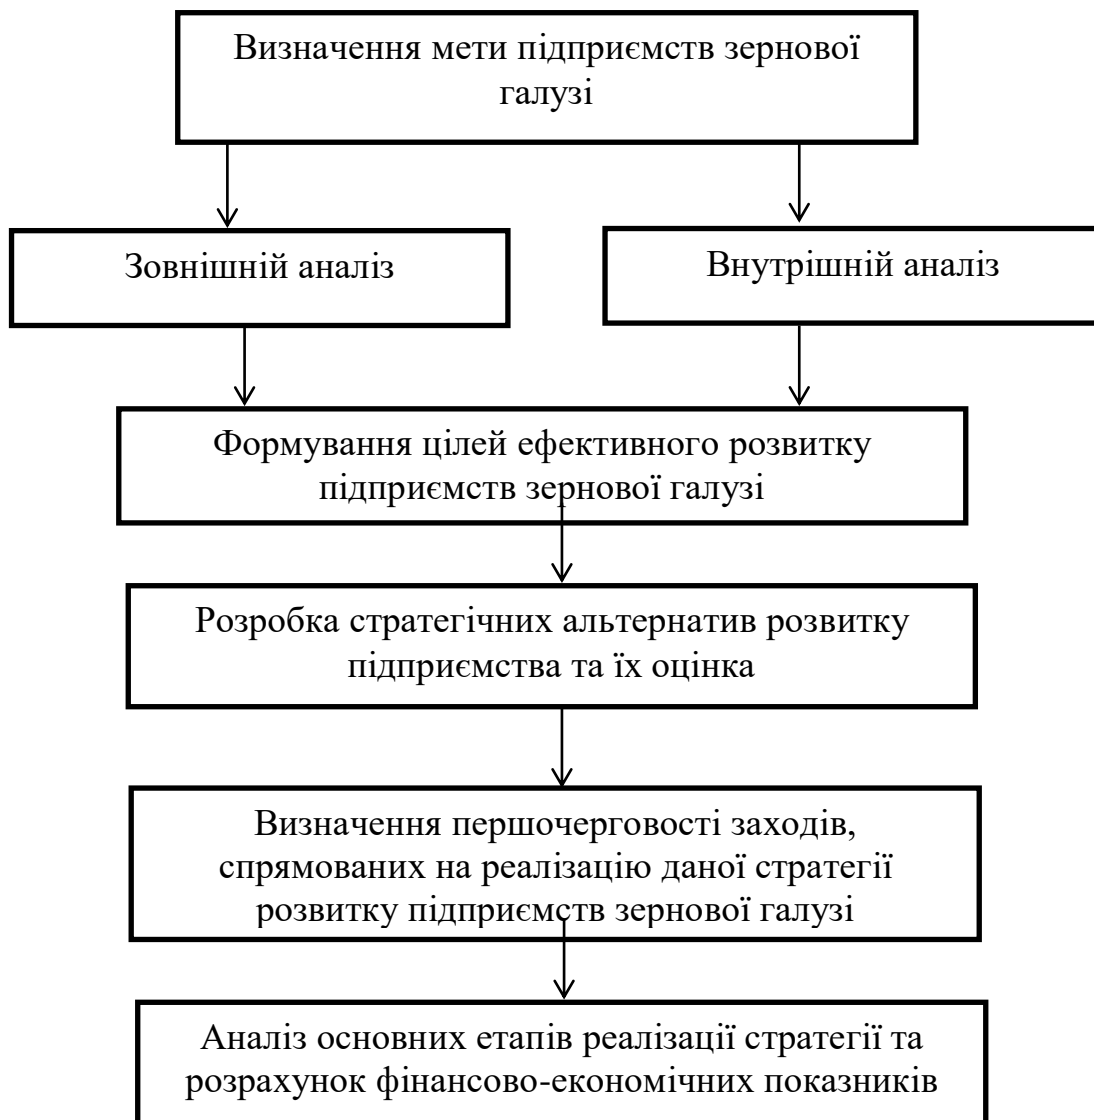 Визначення мети підприємств зернової
галузі
Зовнішній аналіз
Внутрішній аналіз
Формування цілей ефективного розвитку
підприємств зернової галузі
Розробка стратегічних альтернатив розвитку
підприємства та їх оцінка
Визначення першочерговості заходів,
спрямованих на реалізацію даної стратегії
розвитку підприємств зернової галузі
Аналіз основних етапів реалізації стратегії та
розрахунок фінансово-економічних показників